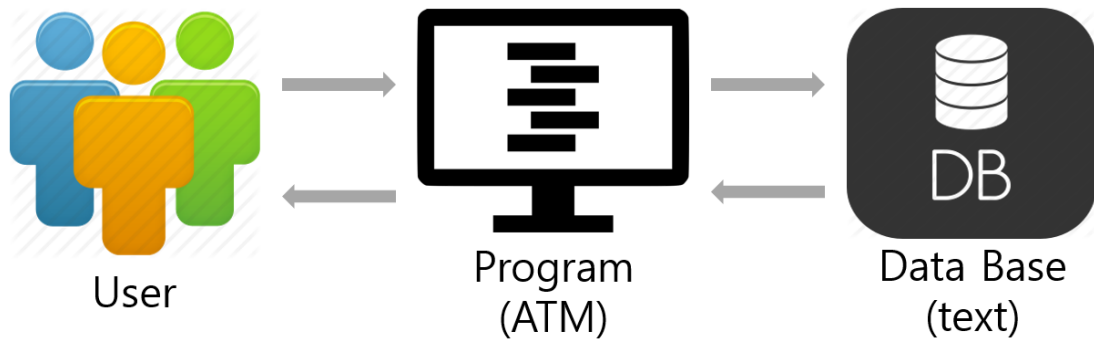 DB
User
Program
(ATM)
Data Base
(text)